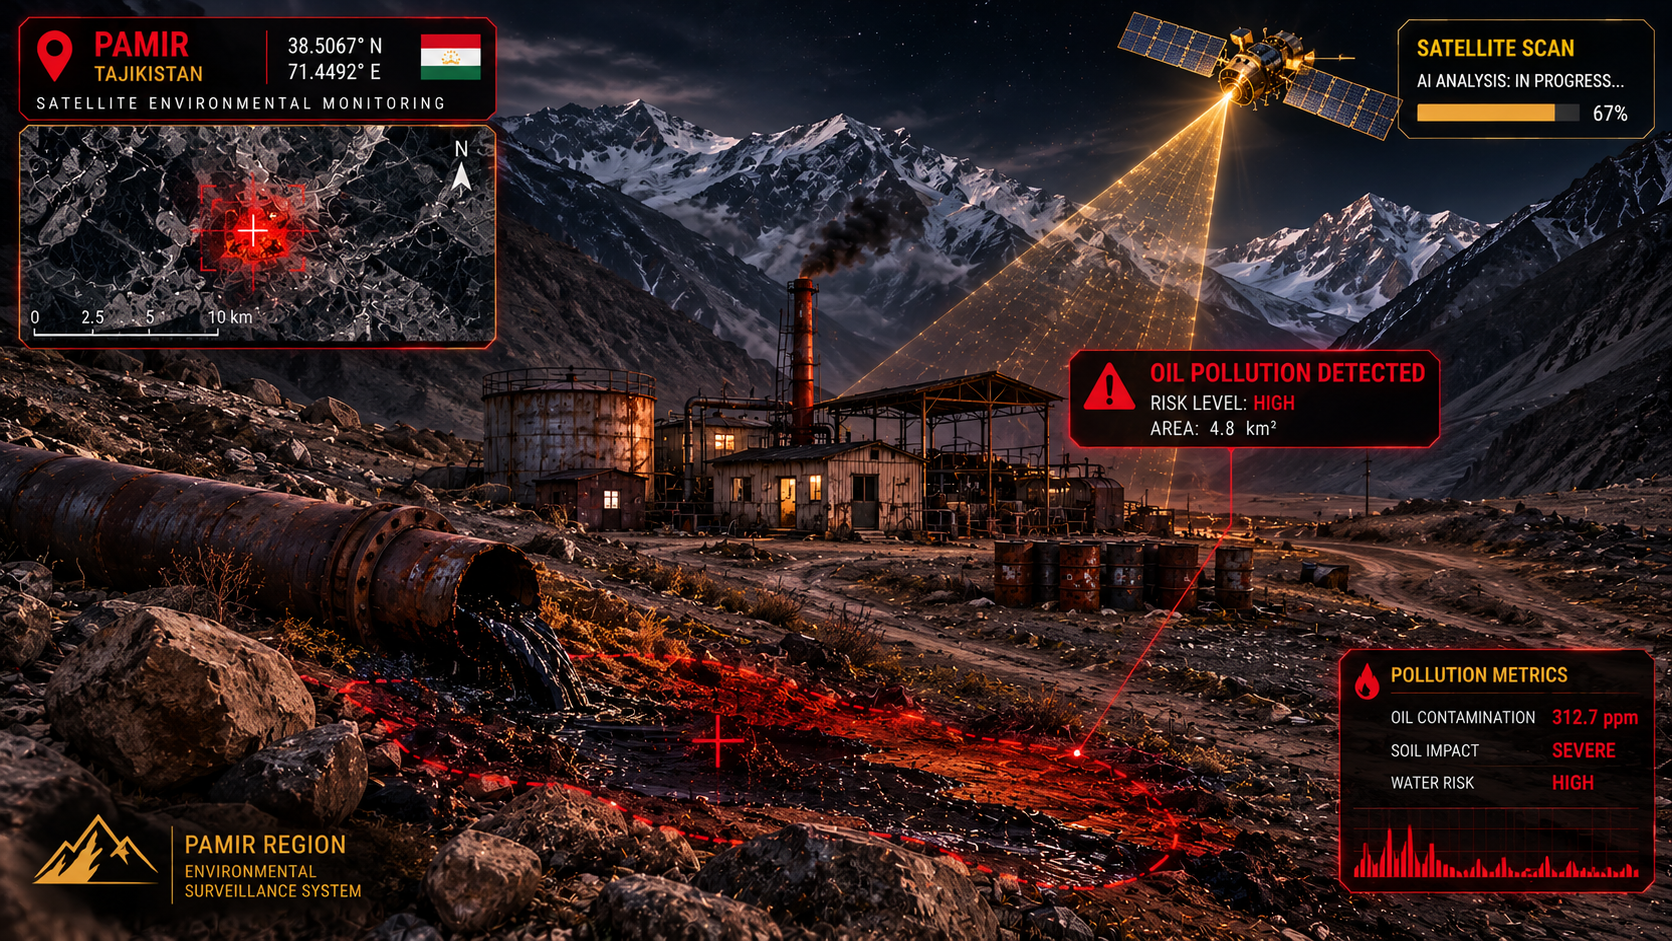 PAMIR
TAJIKISTAN
38.5067° N
71.4492° E
SATELLITE ENVIRONMENTAL MONITORING
N
0 2.5 5 10 km
SATELLITE SCAN
AI ANALYSIS: IN PROGRESS...
67%
OIL POLLUTION DETECTED
RISK LEVEL: HIGH
AREA: 4.8 km²
POLLUTION METRICS
OIL CONTAMINATION 312.7 ppm
SOIL IMPACT SEVERE
WATER RISK HIGH
PAMIR REGION
ENVIRONMENTAL
SURVEILLANCE SYSTEM